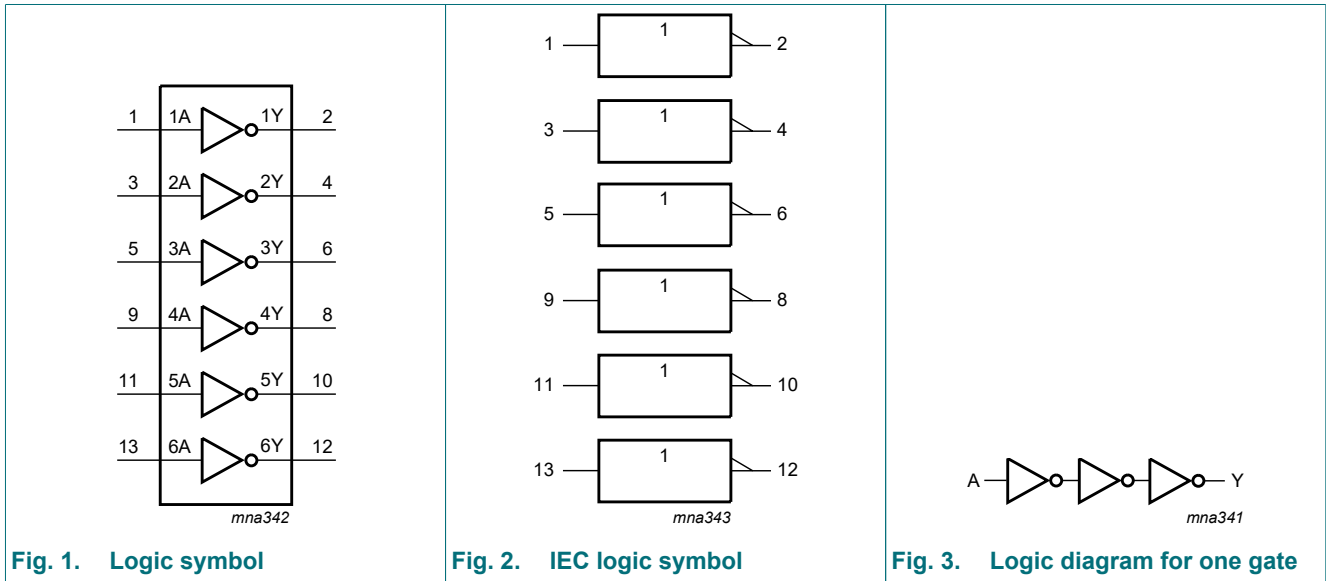 1 1A 1Y 2
3 2A 2Y 4
5 3A 3Y 6
9 4A 4Y 8
11 5A 5Y 10
13 6A 6Y 12
mna342
Fig. 1. Logic symbol
1 1 2
3 1 4
5 1 6
9 1 8
11 1 10
13 1 12
mna343
Fig. 2. IEC logic symbol
A Y
mna341
Fig. 3. Logic diagram for one gate